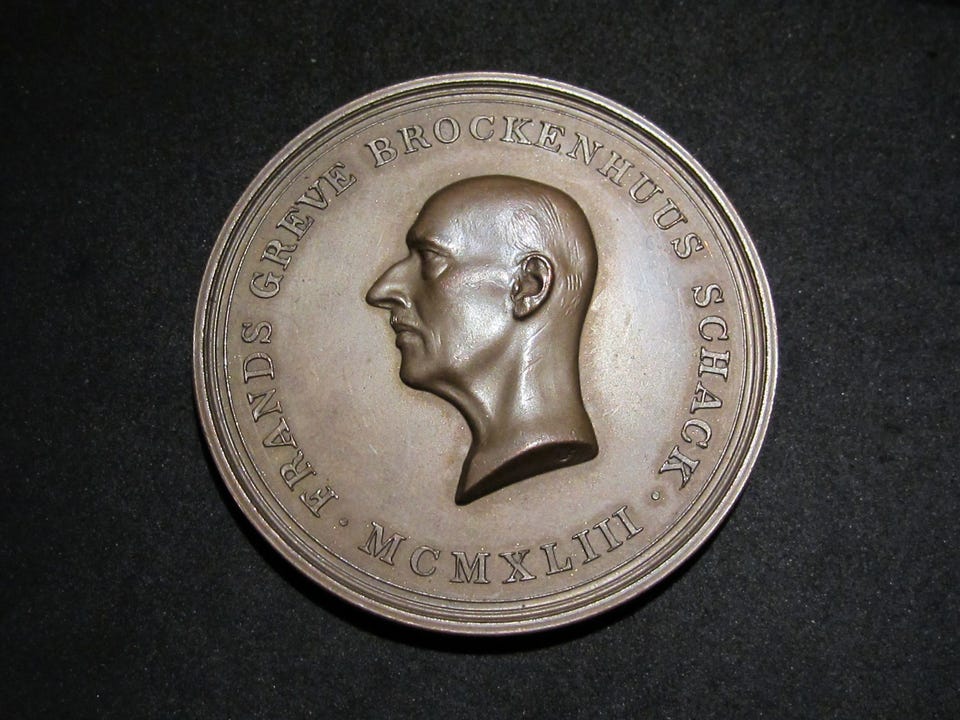 FRANDS GREVE BROCKENHUUS SCHACK
· MCMXLIII ·